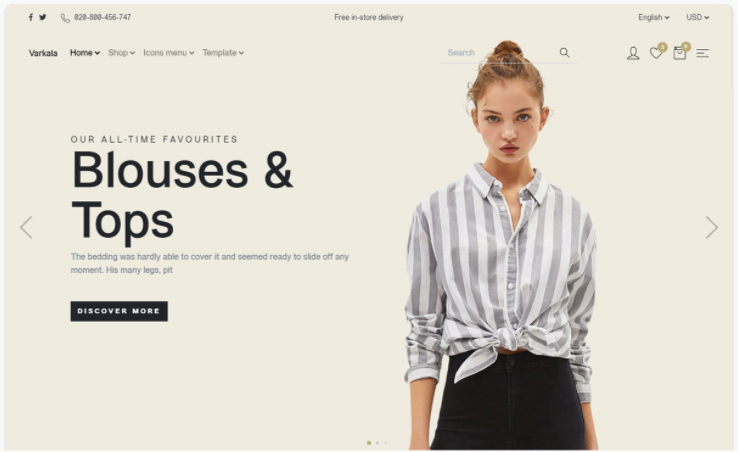 020-800-456-747
Free in-store delivery
English
USD
Varkala
Home
Shop
Icons menu
Template
Search
OUR ALL-TIME FAVOURITES
Blouses &
Tops
The bedding was hardly able to cover it and seemed ready to slide off any
moment. His many legs, pit
DISCOVER MORE